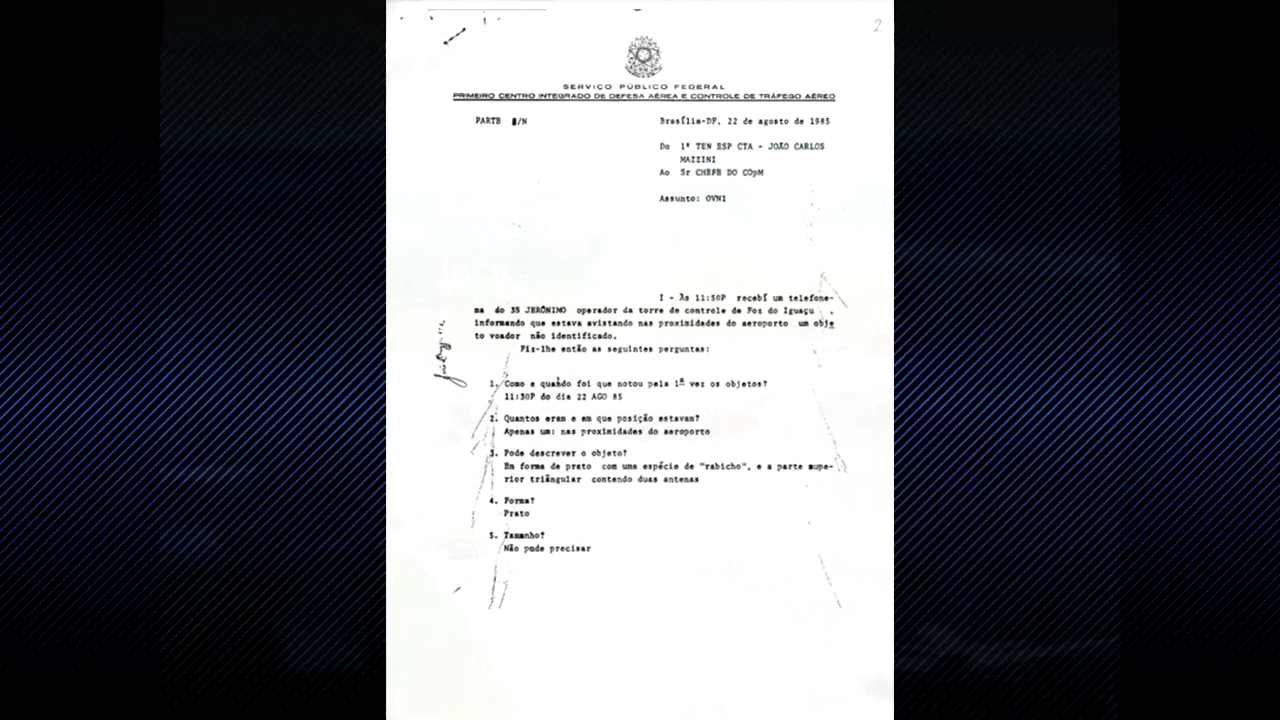 2
SERVIÇO PÚBLICO FEDERAL
PRIMEIRO CENTRO INTEGRADO DE DEFESA AÉREA E CONTROLE DE TRÁFEGO AÉREO
PARTE /N
Brasília-DF, 22 de agosto de 1985
Do 1º TEN ESP CTA - JOÃO CARLOS
MAZZINI
Ao Sr CHEFE DO COpM
Assunto: OVNI
I - Às 11:50P recebí um telefone-
ma do 3S JERÔNIMO operador da torre de controle de Foz do Iguaçu ,
informando que estava avistando nas proximidades do aeroporto um obje
to voador não identificado.
Fiz-lhe então as seguintes perguntas:
1. Como e quando foi que notou pela 1ª vez os objetos?
11:30P do dia 22 AGO 85
2. Quantos eram e em que posição estavam?
Apenas um: nas proximidades do aeroporto
3. Pode descrever o objeto?
Em forma de prato com uma espécie de "rabicho", e a parte supe-
rior triângular contendo duas antenas
4. Forma?
Prato
5. Tamanho?
Não pude precisar